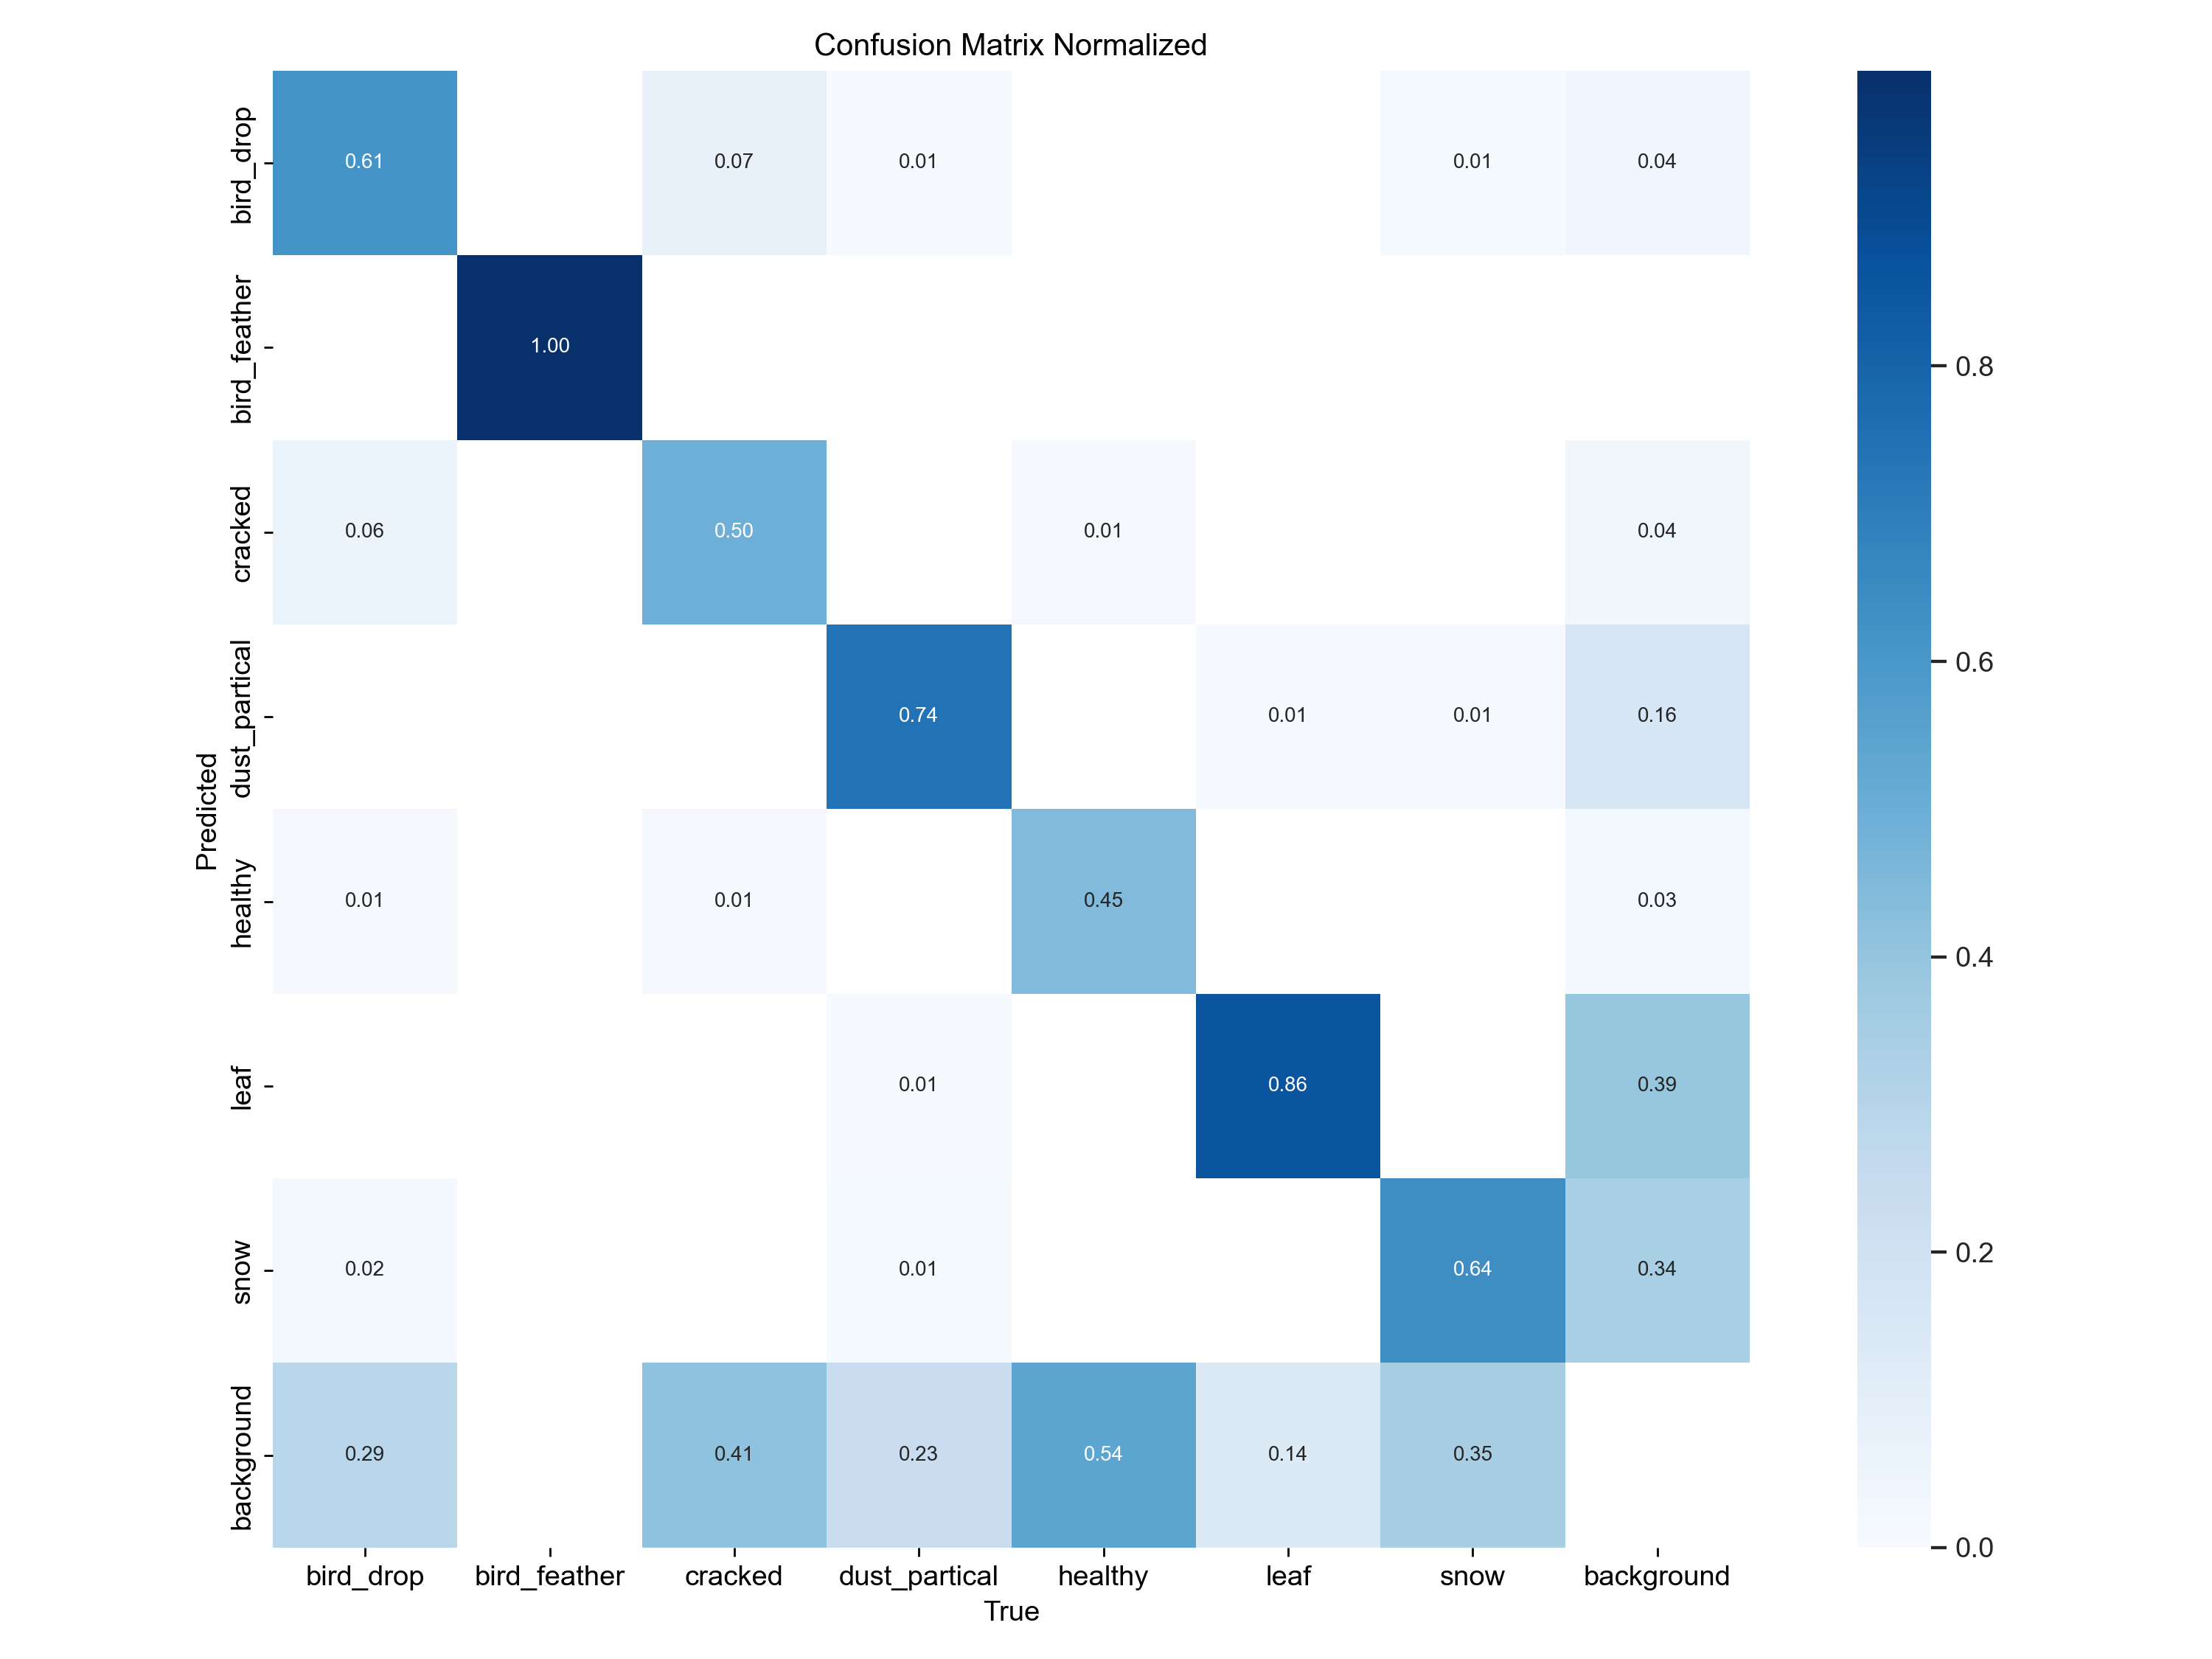 Confusion Matrix Normalized
bird_drop
0.61
0.07
0.01
0.01
0.04
bird_feather
1.00
cracked
0.06
0.50
0.01
0.04
dust_partical
0.74
0.01
0.01
0.16
healthy
0.01
0.01
0.45
0.03
leaf
0.01
0.86
0.39
snow
0.02
0.01
0.64
0.34
background
0.29
0.41
0.23
0.54
0.14
0.35
Predicted
bird_drop
bird_feather
cracked
dust_partical
healthy
leaf
snow
background
True
0.8
0.6
0.4
0.2
0.0